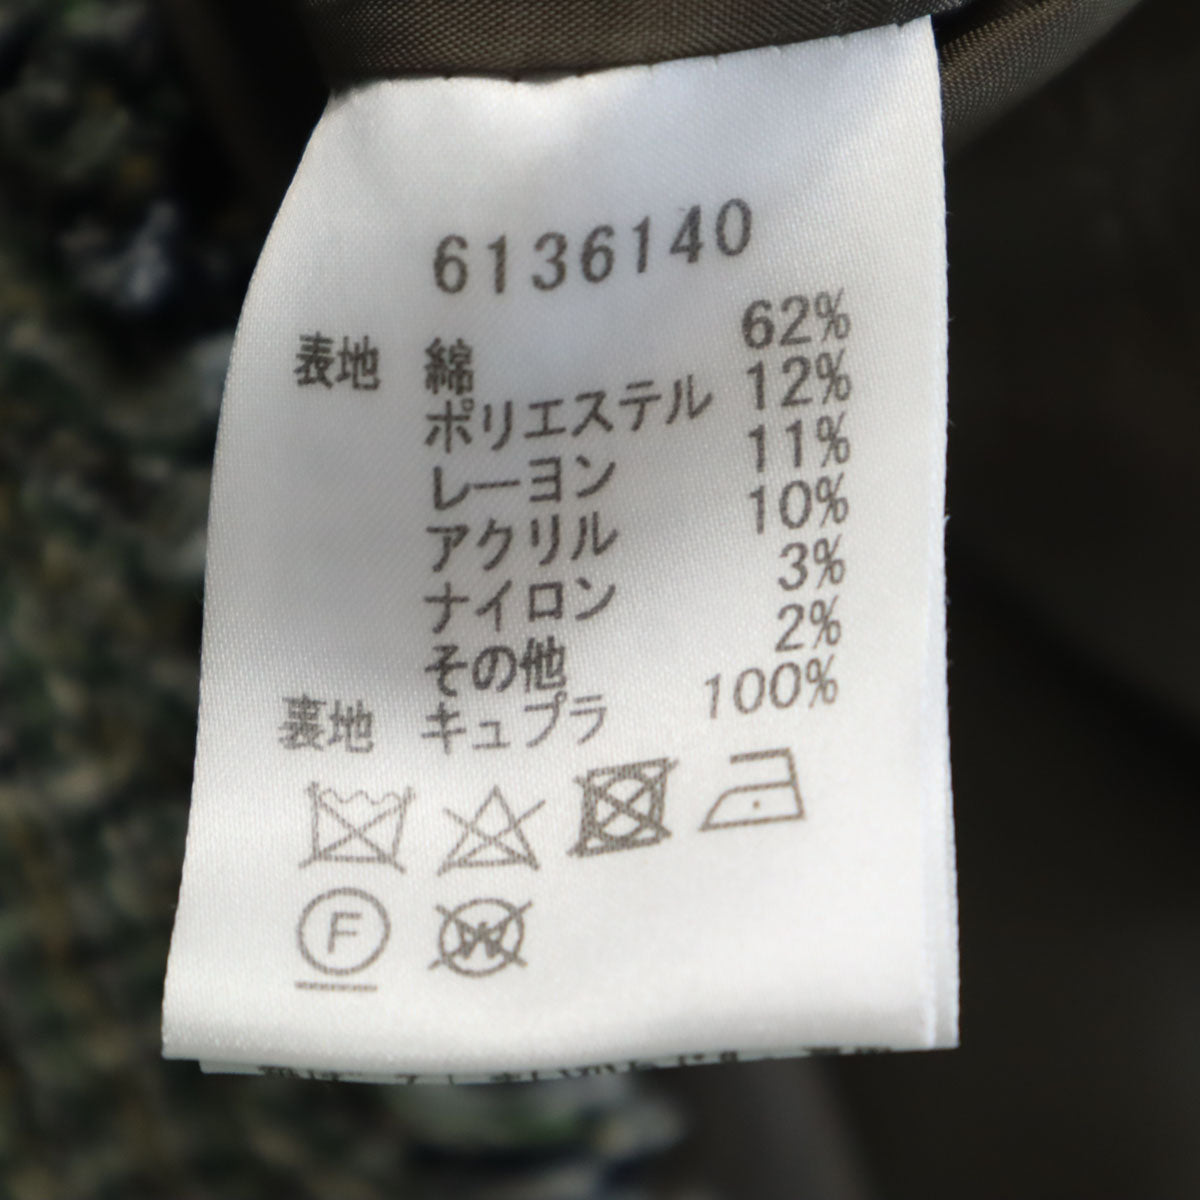 6136140
表地 綿 62%
ポリエステル 12%
レーヨン 11%
アクリル 10%
ナイロン 3%
その他 2%
裏地 キュプラ 100%
F W